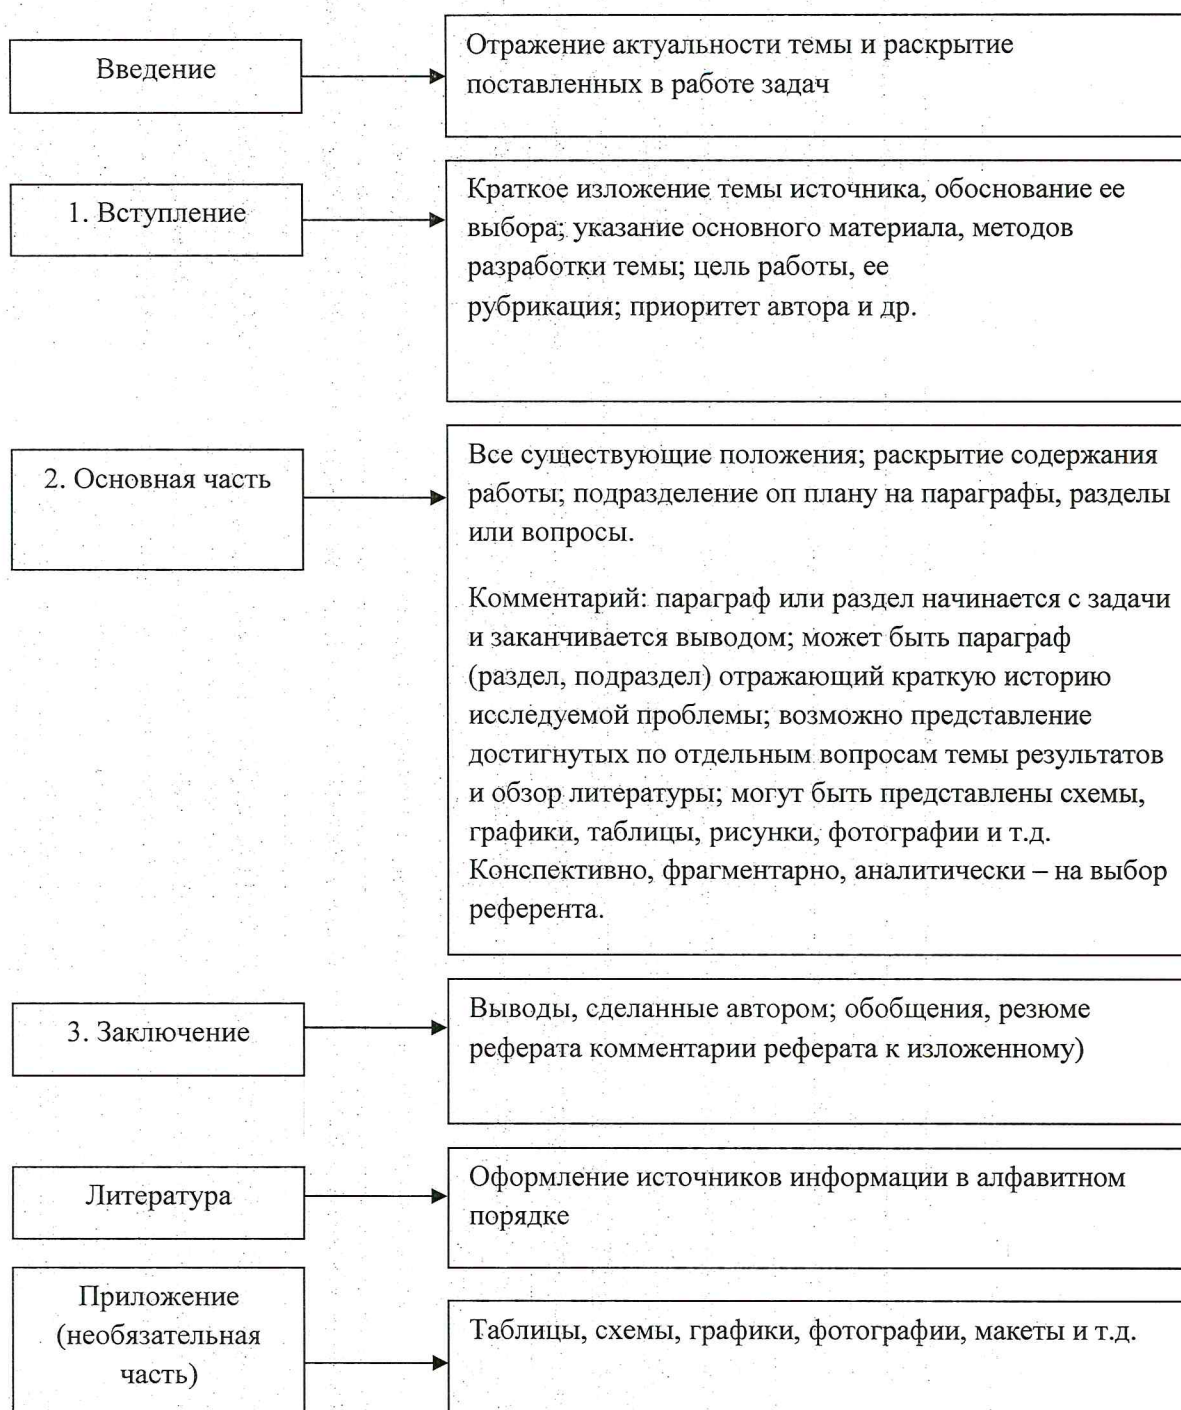 Введение
Отражение актуальности темы и раскрытие
поставленных в работе задач
1. Вступление
Краткое изложение темы источника, обоснование ее
выбора; указание основного материала, методов
разработки темы; цель работы, ее
рубрикация; приоритет автора и др.
2. Основная часть
Все существующие положения; раскрытие содержания
работы; подразделение оп плану на параграфы, разделы
или вопросы.
Комментарий: параграф или раздел начинается с задачи
и заканчивается выводом; может быть параграф
(раздел, подраздел) отражающий краткую историю
исследуемой проблемы; возможно представление
достигнутых по отдельным вопросам темы результатов
и обзор литературы; могут быть представлены схемы,
графики, таблицы, рисунки, фотографии и т.д.
Конспективно, фрагментарно, аналитически – на выбор
референта.
3. Заключение
Выводы, сделанные автором; обобщения, резюме
реферата комментарии реферата к изложенному)
Литература
Оформление источников информации в алфавитном
порядке
Приложение
(необязательная
часть)
Таблицы, схемы, графики, фотографии, макеты и т.д.